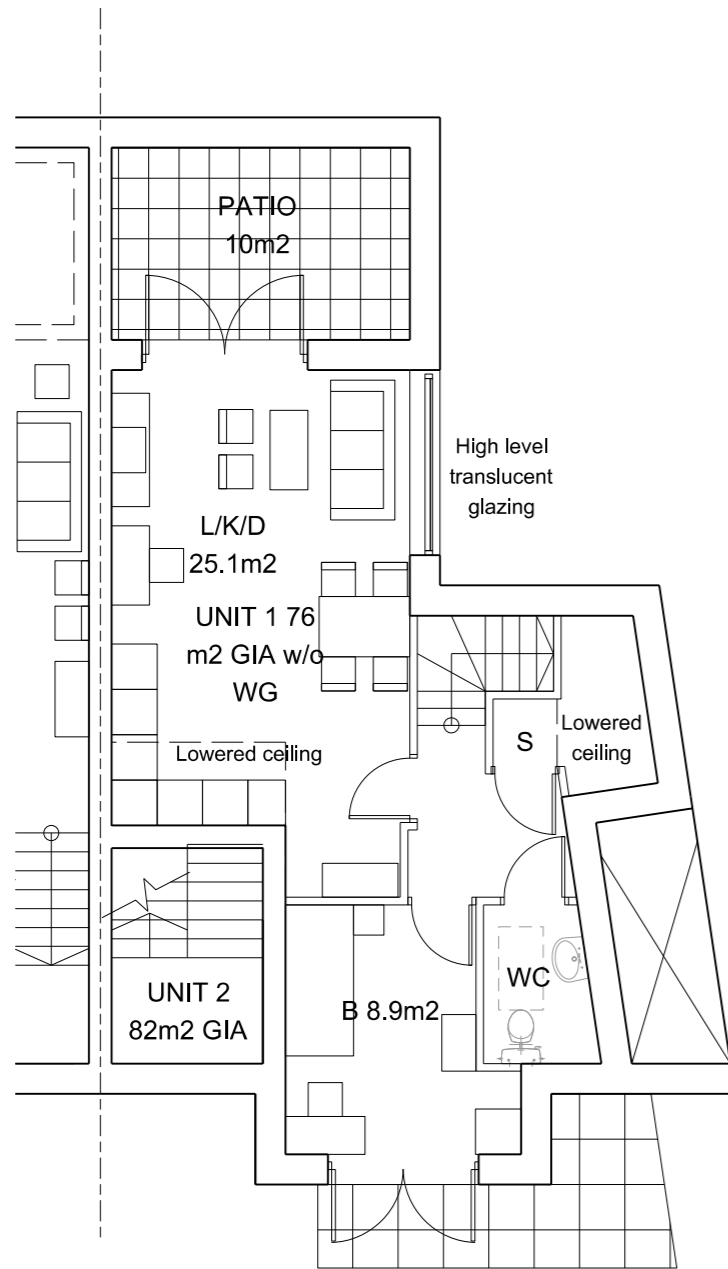 PATIO
10m2
High level
translucent
glazing
L/K/D
25.1m2
UNIT 1 76
m2 GIA w/o
WG
Lowered ceiling
S
Lowered
ceiling
UNIT 2
82m2 GIA
B 8.9m2
WC